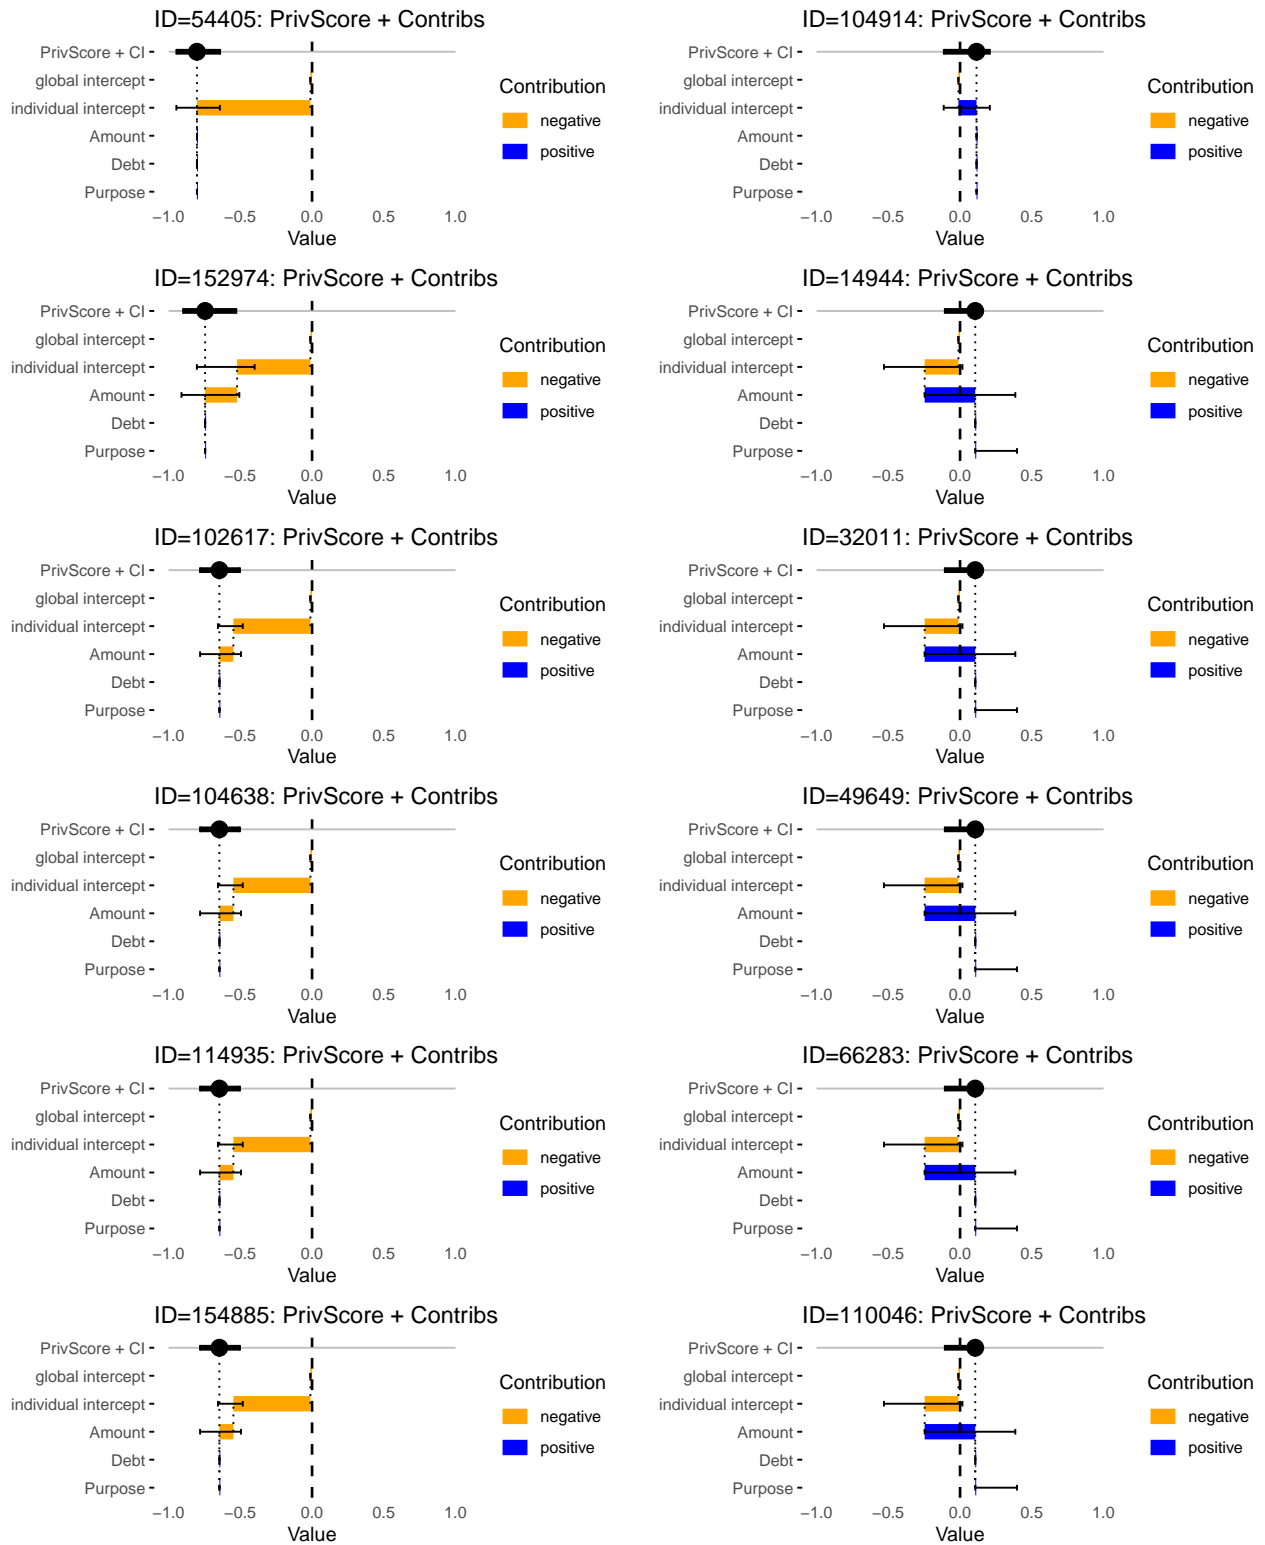 ID=54405: PrivScore + Contribs
PrivScore + CI
global intercept
individual intercept
Amount
Debt
Purpose
−1.0 −0.5 0.0 0.5 1.0
Value
Contribution
negative
positive
ID=104914: PrivScore + Contribs
PrivScore + CI
global intercept
individual intercept
Amount
Debt
Purpose
−1.0 −0.5 0.0 0.5 1.0
Value
Contribution
negative
positive
ID=152974: PrivScore + Contribs
PrivScore + CI
global intercept
individual intercept
Amount
Debt
Purpose
−1.0 −0.5 0.0 0.5 1.0
Value
Contribution
negative
positive
ID=14944: PrivScore + Contribs
PrivScore + CI
global intercept
individual intercept
Amount
Debt
Purpose
−1.0 −0.5 0.0 0.5 1.0
Value
Contribution
negative
positive
ID=102617: PrivScore + Contribs
PrivScore + CI
global intercept
individual intercept
Amount
Debt
Purpose
−1.0 −0.5 0.0 0.5 1.0
Value
Contribution
negative
positive
ID=32011: PrivScore + Contribs
PrivScore + CI
global intercept
individual intercept
Amount
Debt
Purpose
−1.0 −0.5 0.0 0.5 1.0
Value
Contribution
negative
positive
ID=104638: PrivScore + Contribs
PrivScore + CI
global intercept
individual intercept
Amount
Debt
Purpose
−1.0 −0.5 0.0 0.5 1.0
Value
Contribution
negative
positive
ID=49649: PrivScore + Contribs
PrivScore + CI
global intercept
individual intercept
Amount
Debt
Purpose
−1.0 −0.5 0.0 0.5 1.0
Value
Contribution
negative
positive
ID=114935: PrivScore + Contribs
PrivScore + CI
global intercept
individual intercept
Amount
Debt
Purpose
−1.0 −0.5 0.0 0.5 1.0
Value
Contribution
negative
positive
ID=66283: PrivScore + Contribs
PrivScore + CI
global intercept
individual intercept
Amount
Debt
Purpose
−1.0 −0.5 0.0 0.5 1.0
Value
Contribution
negative
positive
ID=154885: PrivScore + Contribs
PrivScore + CI
global intercept
individual intercept
Amount
Debt
Purpose
−1.0 −0.5 0.0 0.5 1.0
Value
Contribution
negative
positive
ID=110046: PrivScore + Contribs
PrivScore + CI
global intercept
individual intercept
Amount
Debt
Purpose
−1.0 −0.5 0.0 0.5 1.0
Value
Contribution
negative
positive